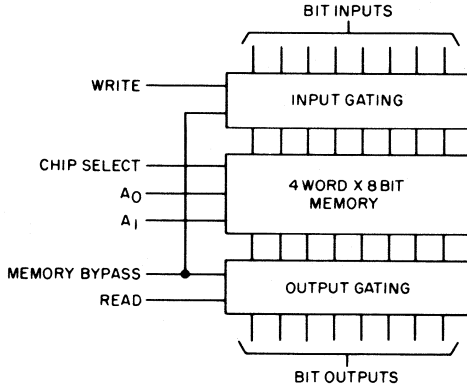 BIT INPUTS
WRITE
INPUT GATING
CHIP SELECT
A0
A1
4 WORD X 8 BIT
MEMORY
MEMORY BYPASS
READ
OUTPUT GATING
BIT OUTPUTS